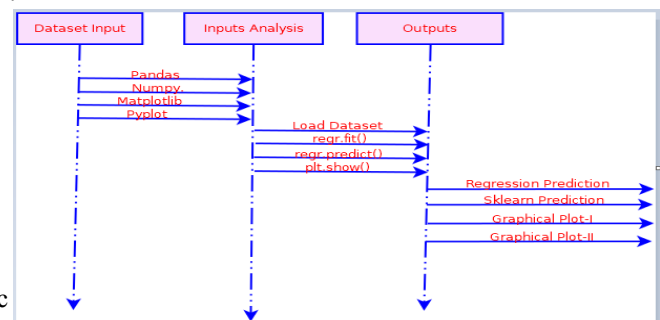 Dataset Input
Inputs Analysis
Outputs
Pandas
Numpy.
Matplotlib
Pyplot
Load Dataset
regr.fit()
regr.predict()
plt.show()
Regression Prediction
Sklearn Prediction
Graphical Plot-I
Graphical Plot-II
c